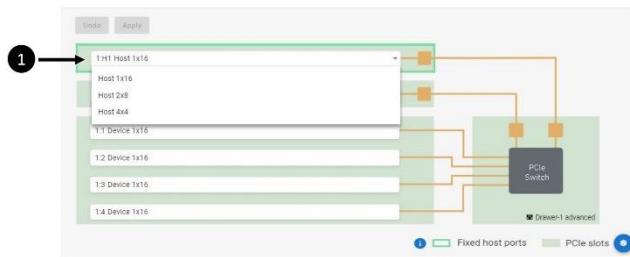 Undo Apply
1
1:H1 Host 1x16
Host 1x16
Host 2x8
Host 4x4
1:1 Device 1x16
1:2 Device 1x16
1:3 Device 1x16
1:4 Device 1x16
PCIe
Switch
Drawer-1 advanced
Fixed host ports PCIe slots